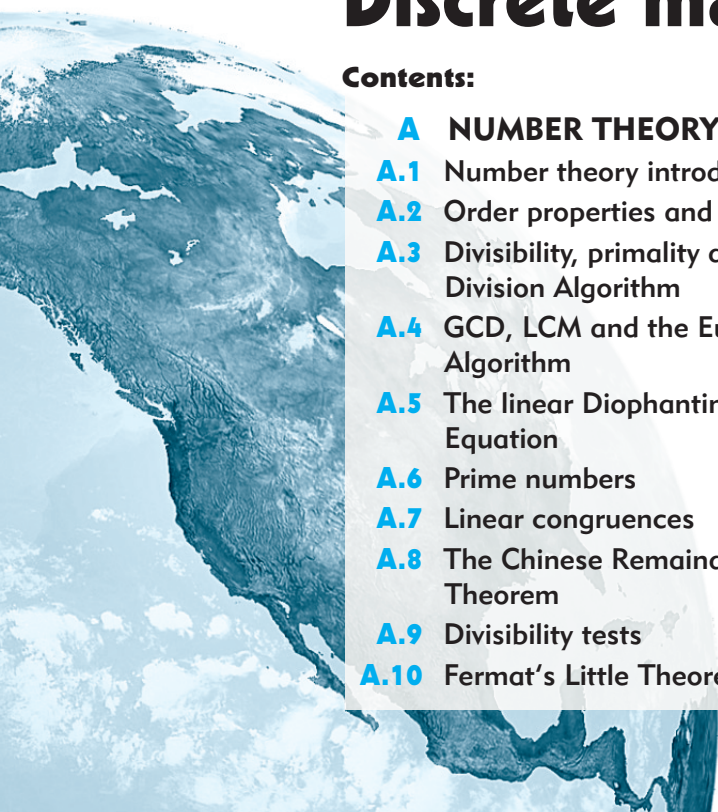 Discrete ma
Contents:
A NUMBER THEORY
A.1 Number theory introd
A.2 Order properties and
A.3 Divisibility, primality
Division Algorithm
A.4 GCD, LCM and the Eu
Algorithm
A.5 The linear Diophantin
Equation
A.6 Prime numbers
A.7 Linear congruences
A.8 The Chinese Remaind
Theorem
A.9 Divisibility tests
A.10 Fermat's Little Theore